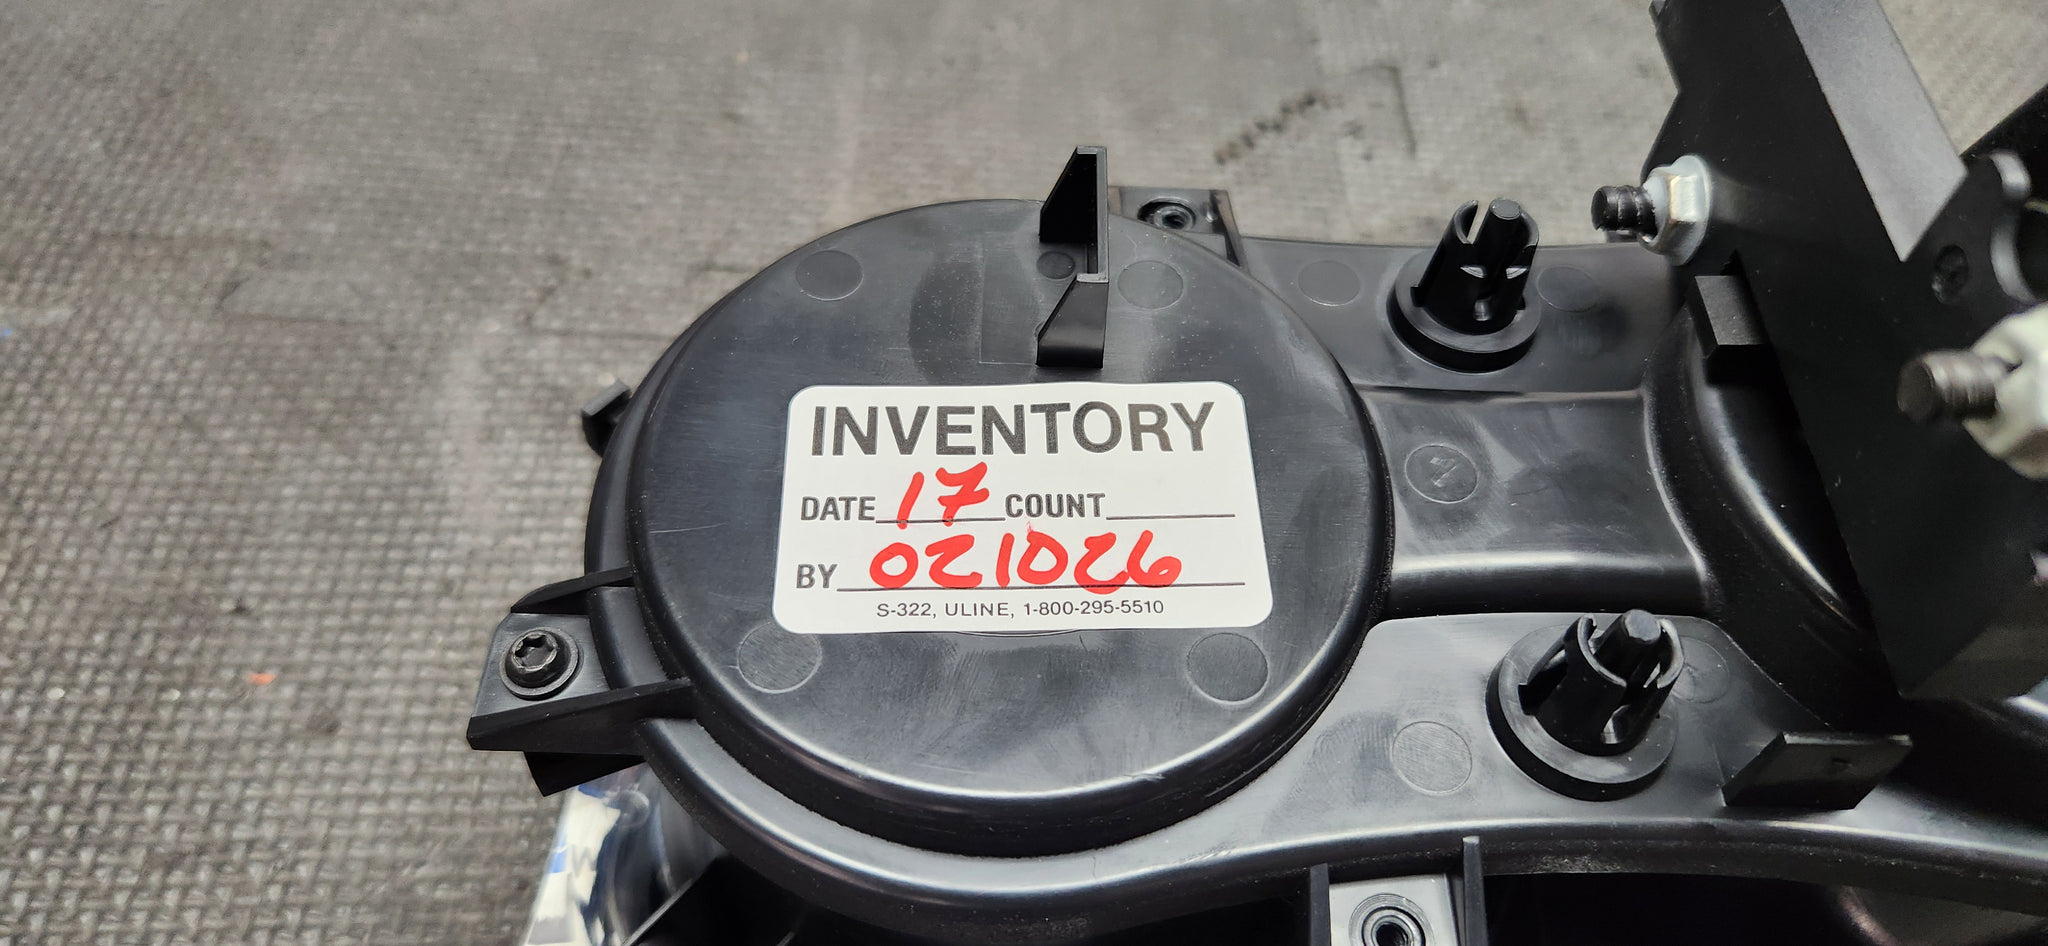 INVENTORY
DATE 17 COUNT
BY 021026
S-322, ULINE, 1-800-295-5510